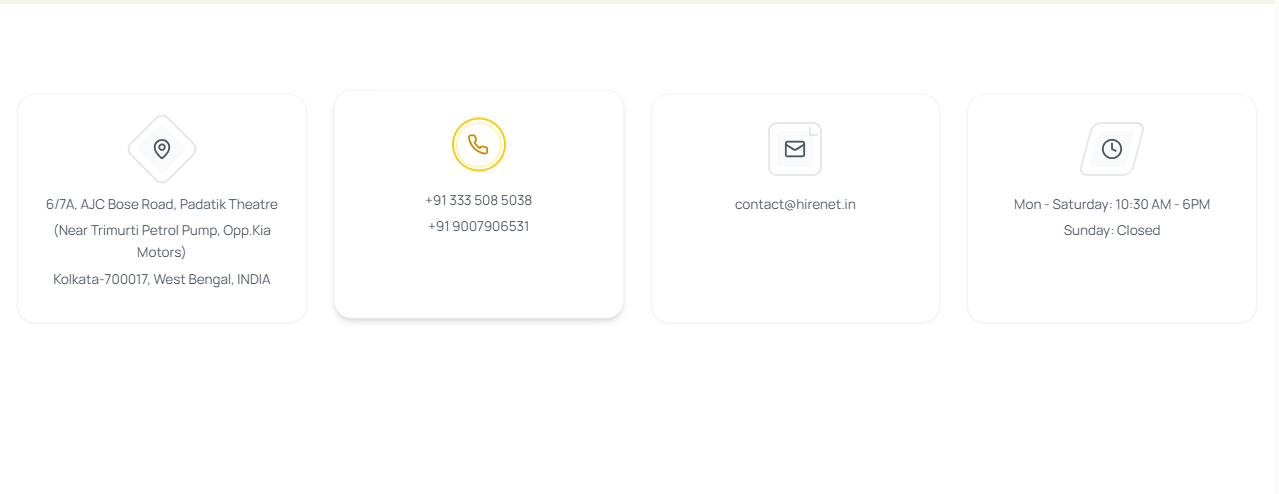 6/7A, AJC Bose Road, Padatik Theatre
(Near Trimurti Petrol Pump, Opp.Kia
Motors)
Kolkata-700017, West Bengal, INDIA
+91 333 508 5038
+91 9007906531
contact@hirenet.in
Mon - Saturday: 10:30 AM - 6PM
Sunday: Closed